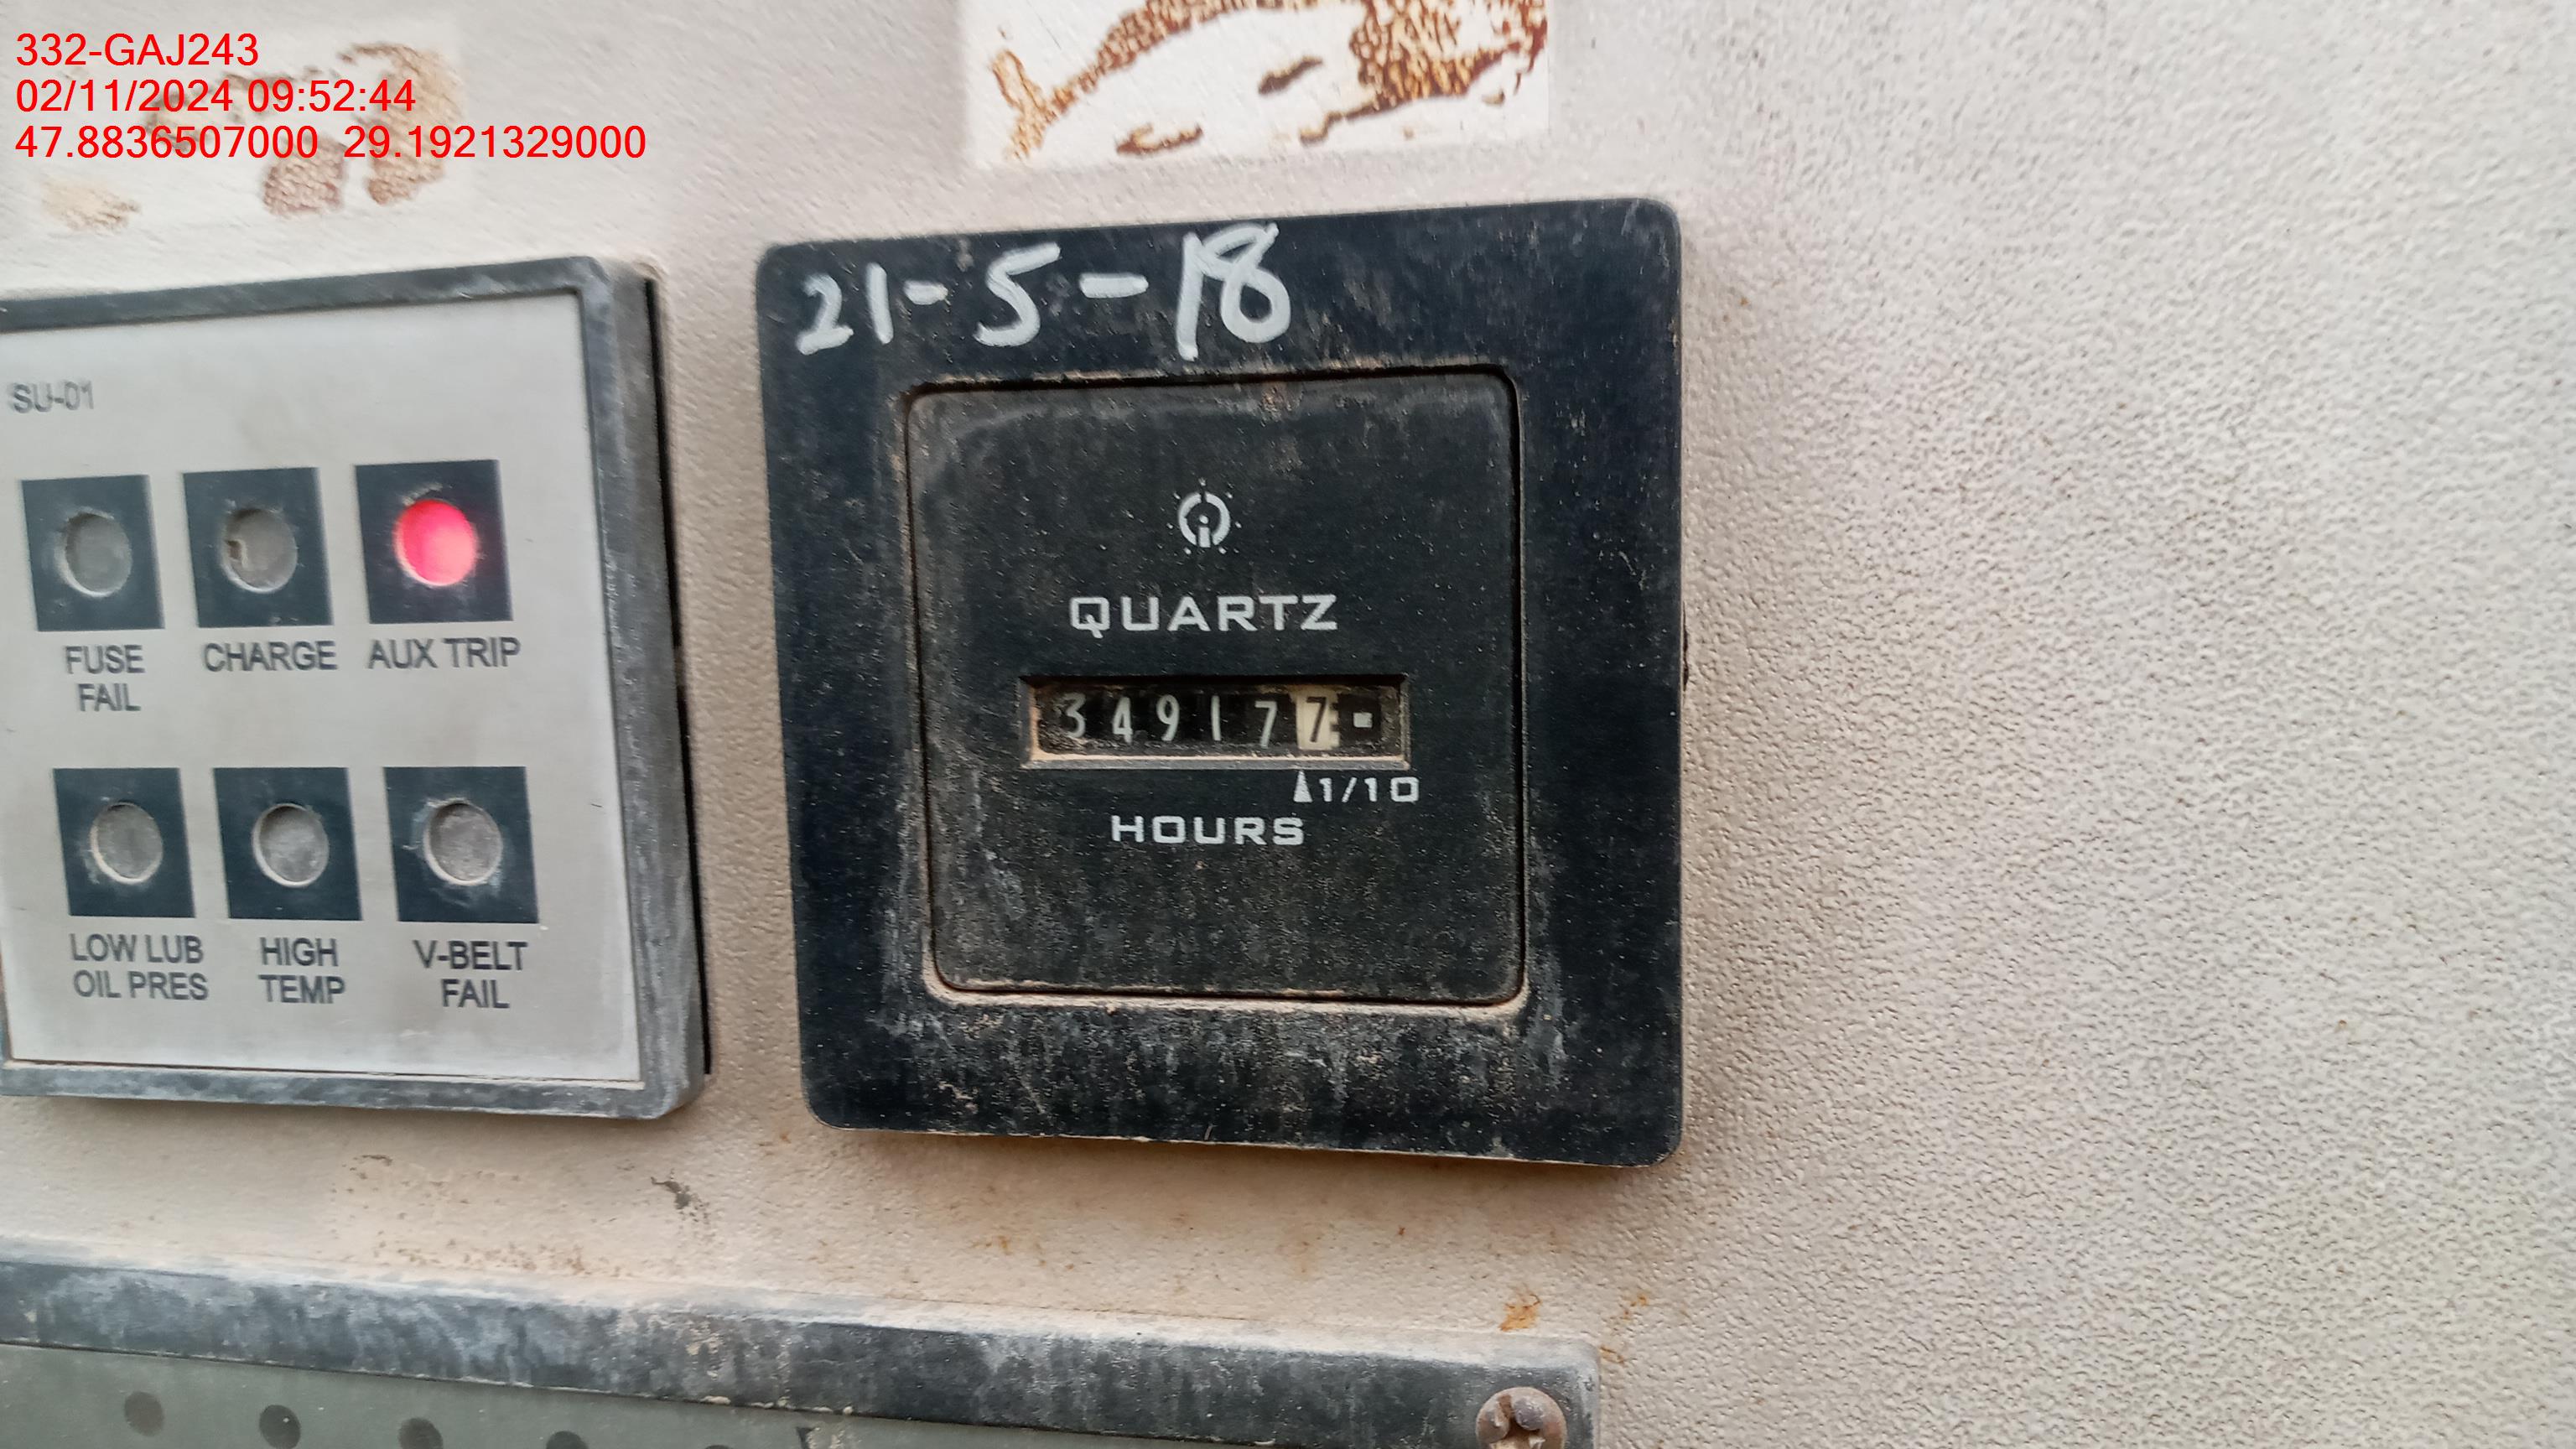 332-GAJ243
02/11/2024 09:52:44
47.8836507000 29.1921329000
21-5-18
SU-01
FUSE FAIL
CHARGE
AUX TRIP
LOW LUB OIL PRES
HIGH TEMP
V-BELT FAIL
QUARTZ
349177
1/10
HOURS